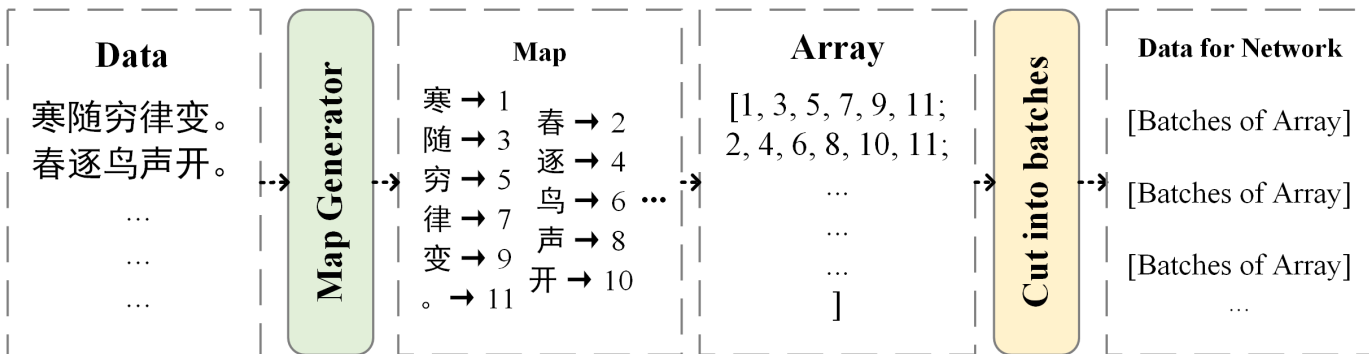 Data
寒随穷律变。
春逐鸟声开。
...
...
...
Map Generator
Map
寒 → 1
随 → 3
穷 → 5
律 → 7
变 → 9
。→ 11
春 → 2
逐 → 4
鸟 → 6
声 → 8
开 → 10
...
Array
[1, 3, 5, 7, 9, 11;
2, 4, 6, 8, 10, 11;
...
...
...
]
Cut into batches
Data for Network
[Batches of Array]
[Batches of Array]
[Batches of Array]
...